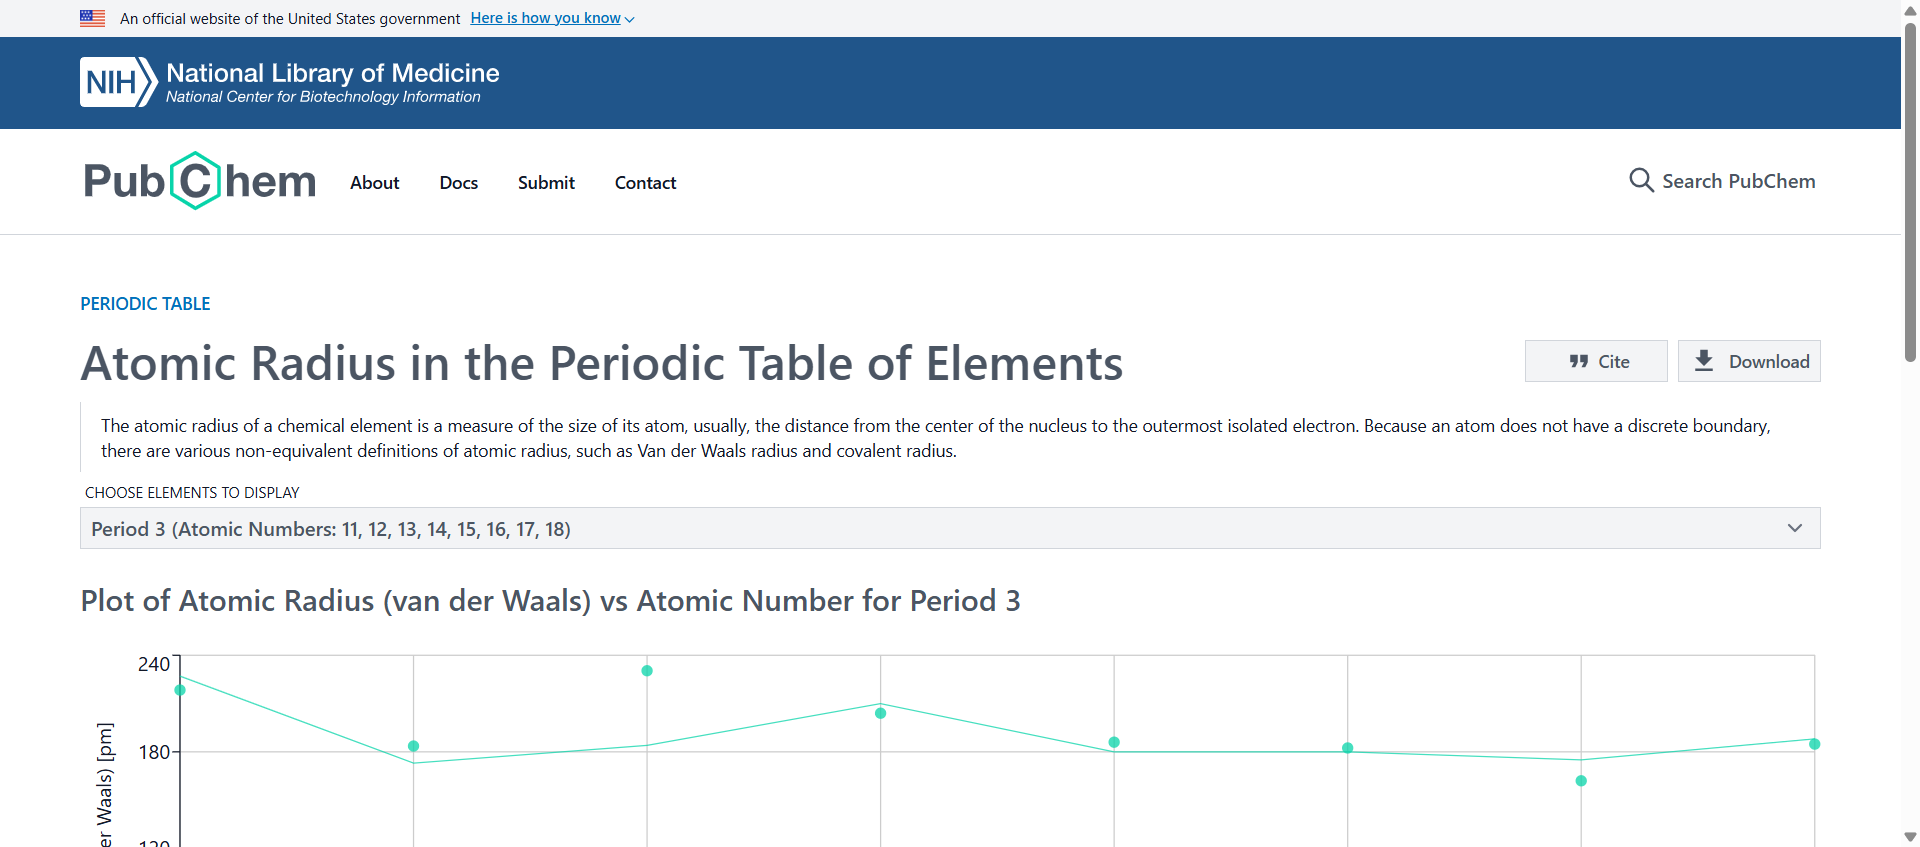 An official website of the United States government Here is how you know
NIH National Library of Medicine
National Center for Biotechnology Information
PubChem About Docs Submit Contact Search PubChem
PERIODIC TABLE
Atomic Radius in the Periodic Table of Elements
Cite Download
The atomic radius of a chemical element is a measure of the size of its atom, usually, the distance from the center of the nucleus to the outermost isolated electron. Because an atom does not have a discrete boundary,
there are various non-equivalent definitions of atomic radius, such as Van der Waals radius and covalent radius.
CHOOSE ELEMENTS TO DISPLAY
Period 3 (Atomic Numbers: 11, 12, 13, 14, 15, 16, 17, 18)
Plot of Atomic Radius (van der Waals) vs Atomic Number for Period 3
240
180
er Waals) [pm]
120